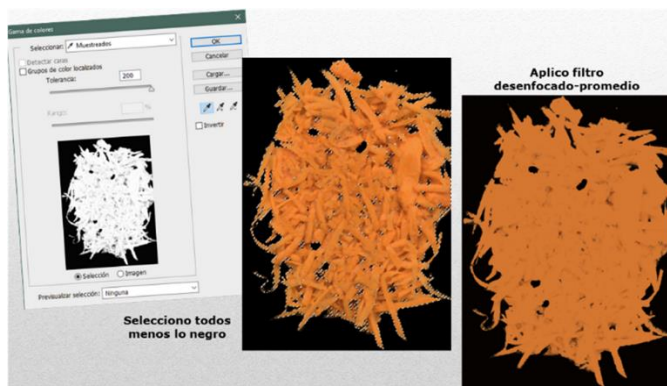 Gama de colores
Seleccionar: Muestreados
Detectar caras
Grupos de color localizados
Tolerancia: 200
Rango: %
Selección Imagen
Previsualizar selección: Ninguna
OK
Cancelar
Cargar...
Guardar...
Invertir
Selecciono todos
menos lo negro
Aplico filtro
desenfocado-promedio